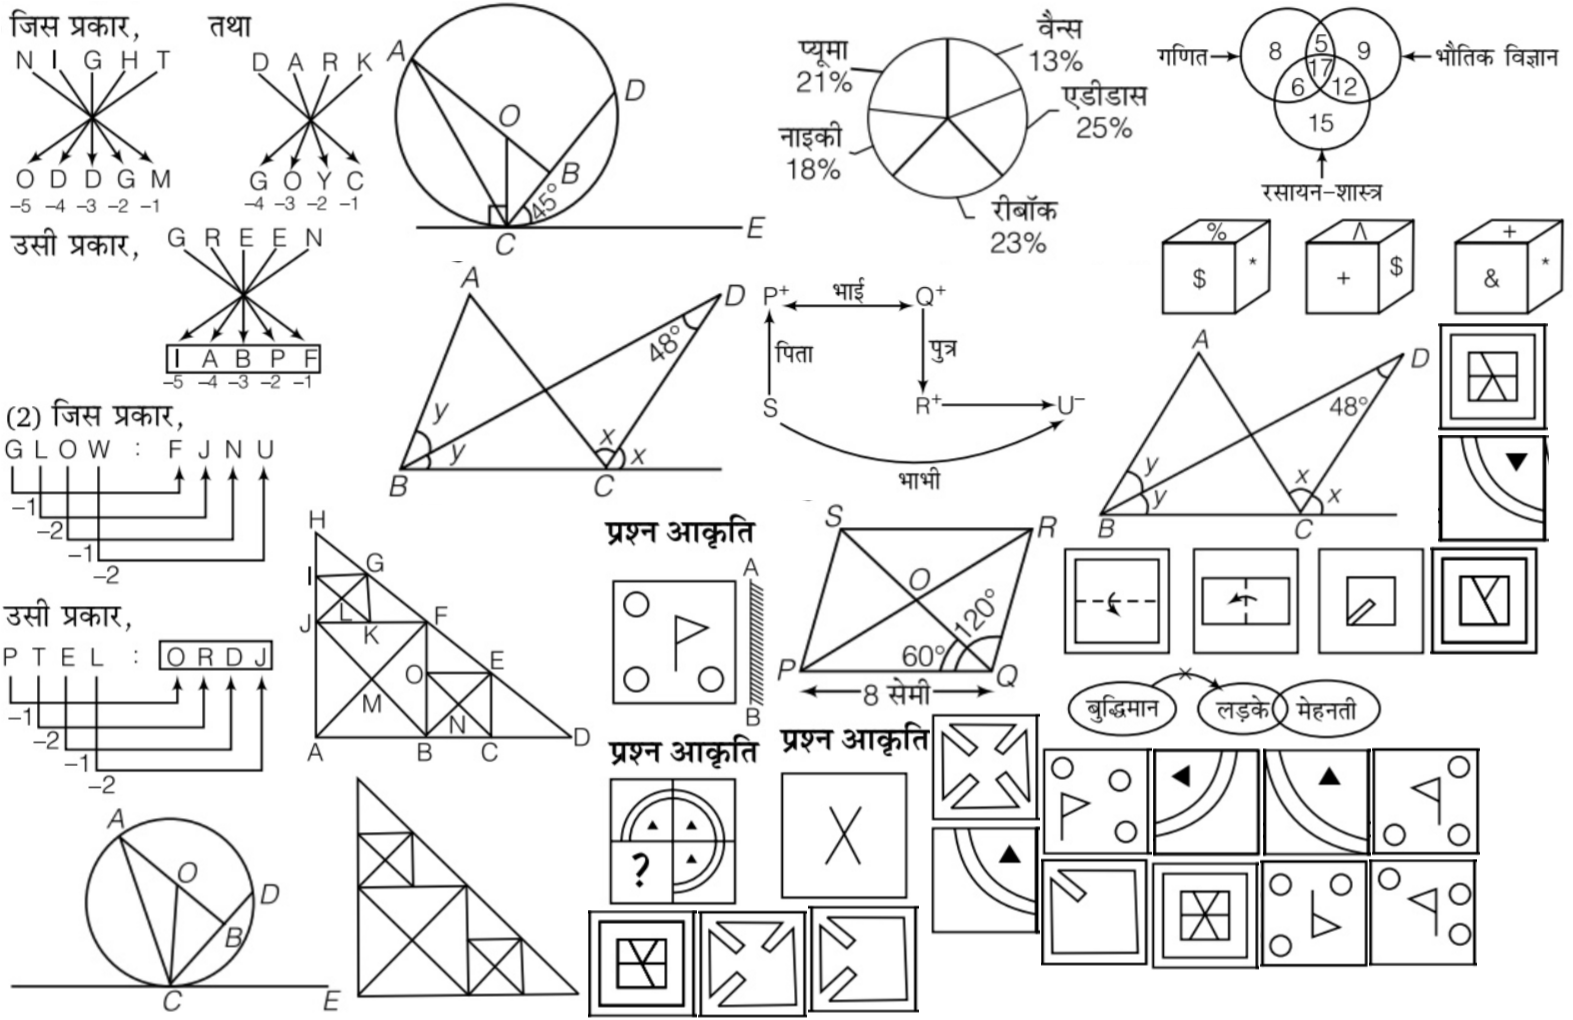 जिस प्रकार, तथा
N I G H T
O D D G M
-5 -4 -3 -2 -1
D A R K
G O Y C
-4 -3 -2 -1
उसी प्रकार,
G R E E N
I A B P F
-5 -4 -3 -2 -1
(2) जिस प्रकार,
G L O W : F J N U
-1
-2
-1
-2
उसी प्रकार,
P T E L : O R D J
-1
-2
-1
-2
A
O
D
B
45°
C
E
प्यूमा
21%
वैन्स
13%
एडीडास
25%
नाइकी
18%
रीबॉक
23%
गणित
भौतिक विज्ञान
8 5 9
17
6 12
15
रसायन-शास्त्र
%
$ *
Λ
+ $
+
& *
A
D
48°
y
y
x
x
B
C
P+ भाई Q+
पिता
पुत्र
S
R+ U−
भाभी
A
D
48°
y
y
x
x
B
C
H
G
I
L
J
K
F
O
E
M
N
A B C D
प्रश्न आकृति
A
B
S
R
O
120°
60°
P
Q
8 सेमी
बुद्धिमान लड़के मेहनती
×
प्रश्न आकृति
?
प्रश्न आकृति
A
O
D
B
C
E